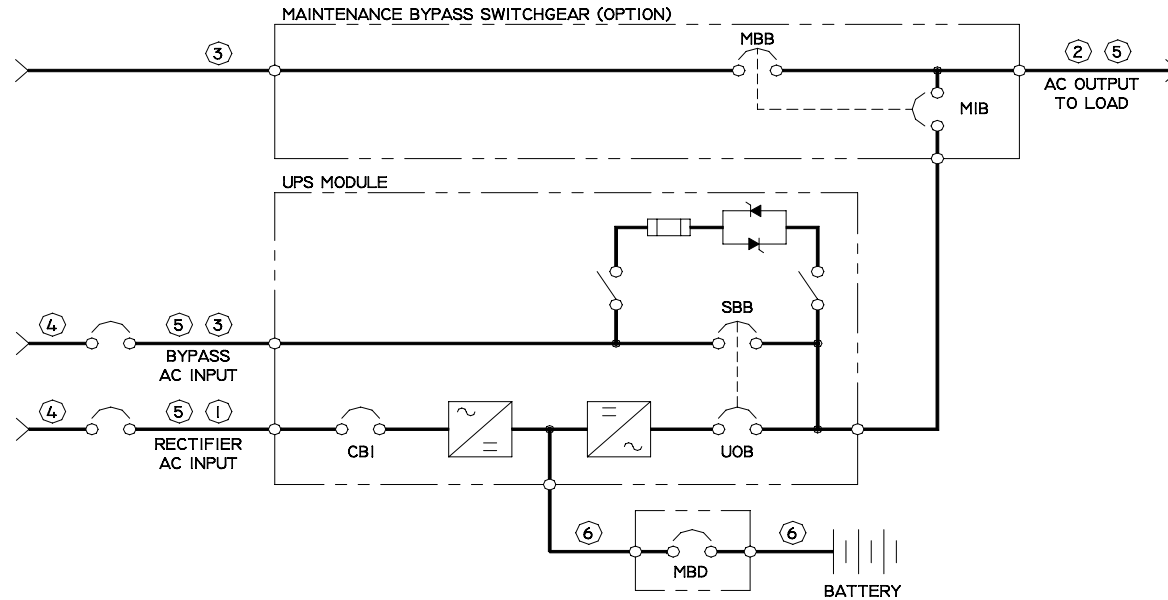 MAINTENANCE BYPASS SWITCHGEAR (OPTION)
3
MBB
2 5
AC OUTPUT
TO LOAD
MIB
UPS MODULE
SBB
4
5 3
BYPASS
AC INPUT
4
5 1
RECTIFIER
AC INPUT
CB1
UOB
6
6
MBD
BATTERY